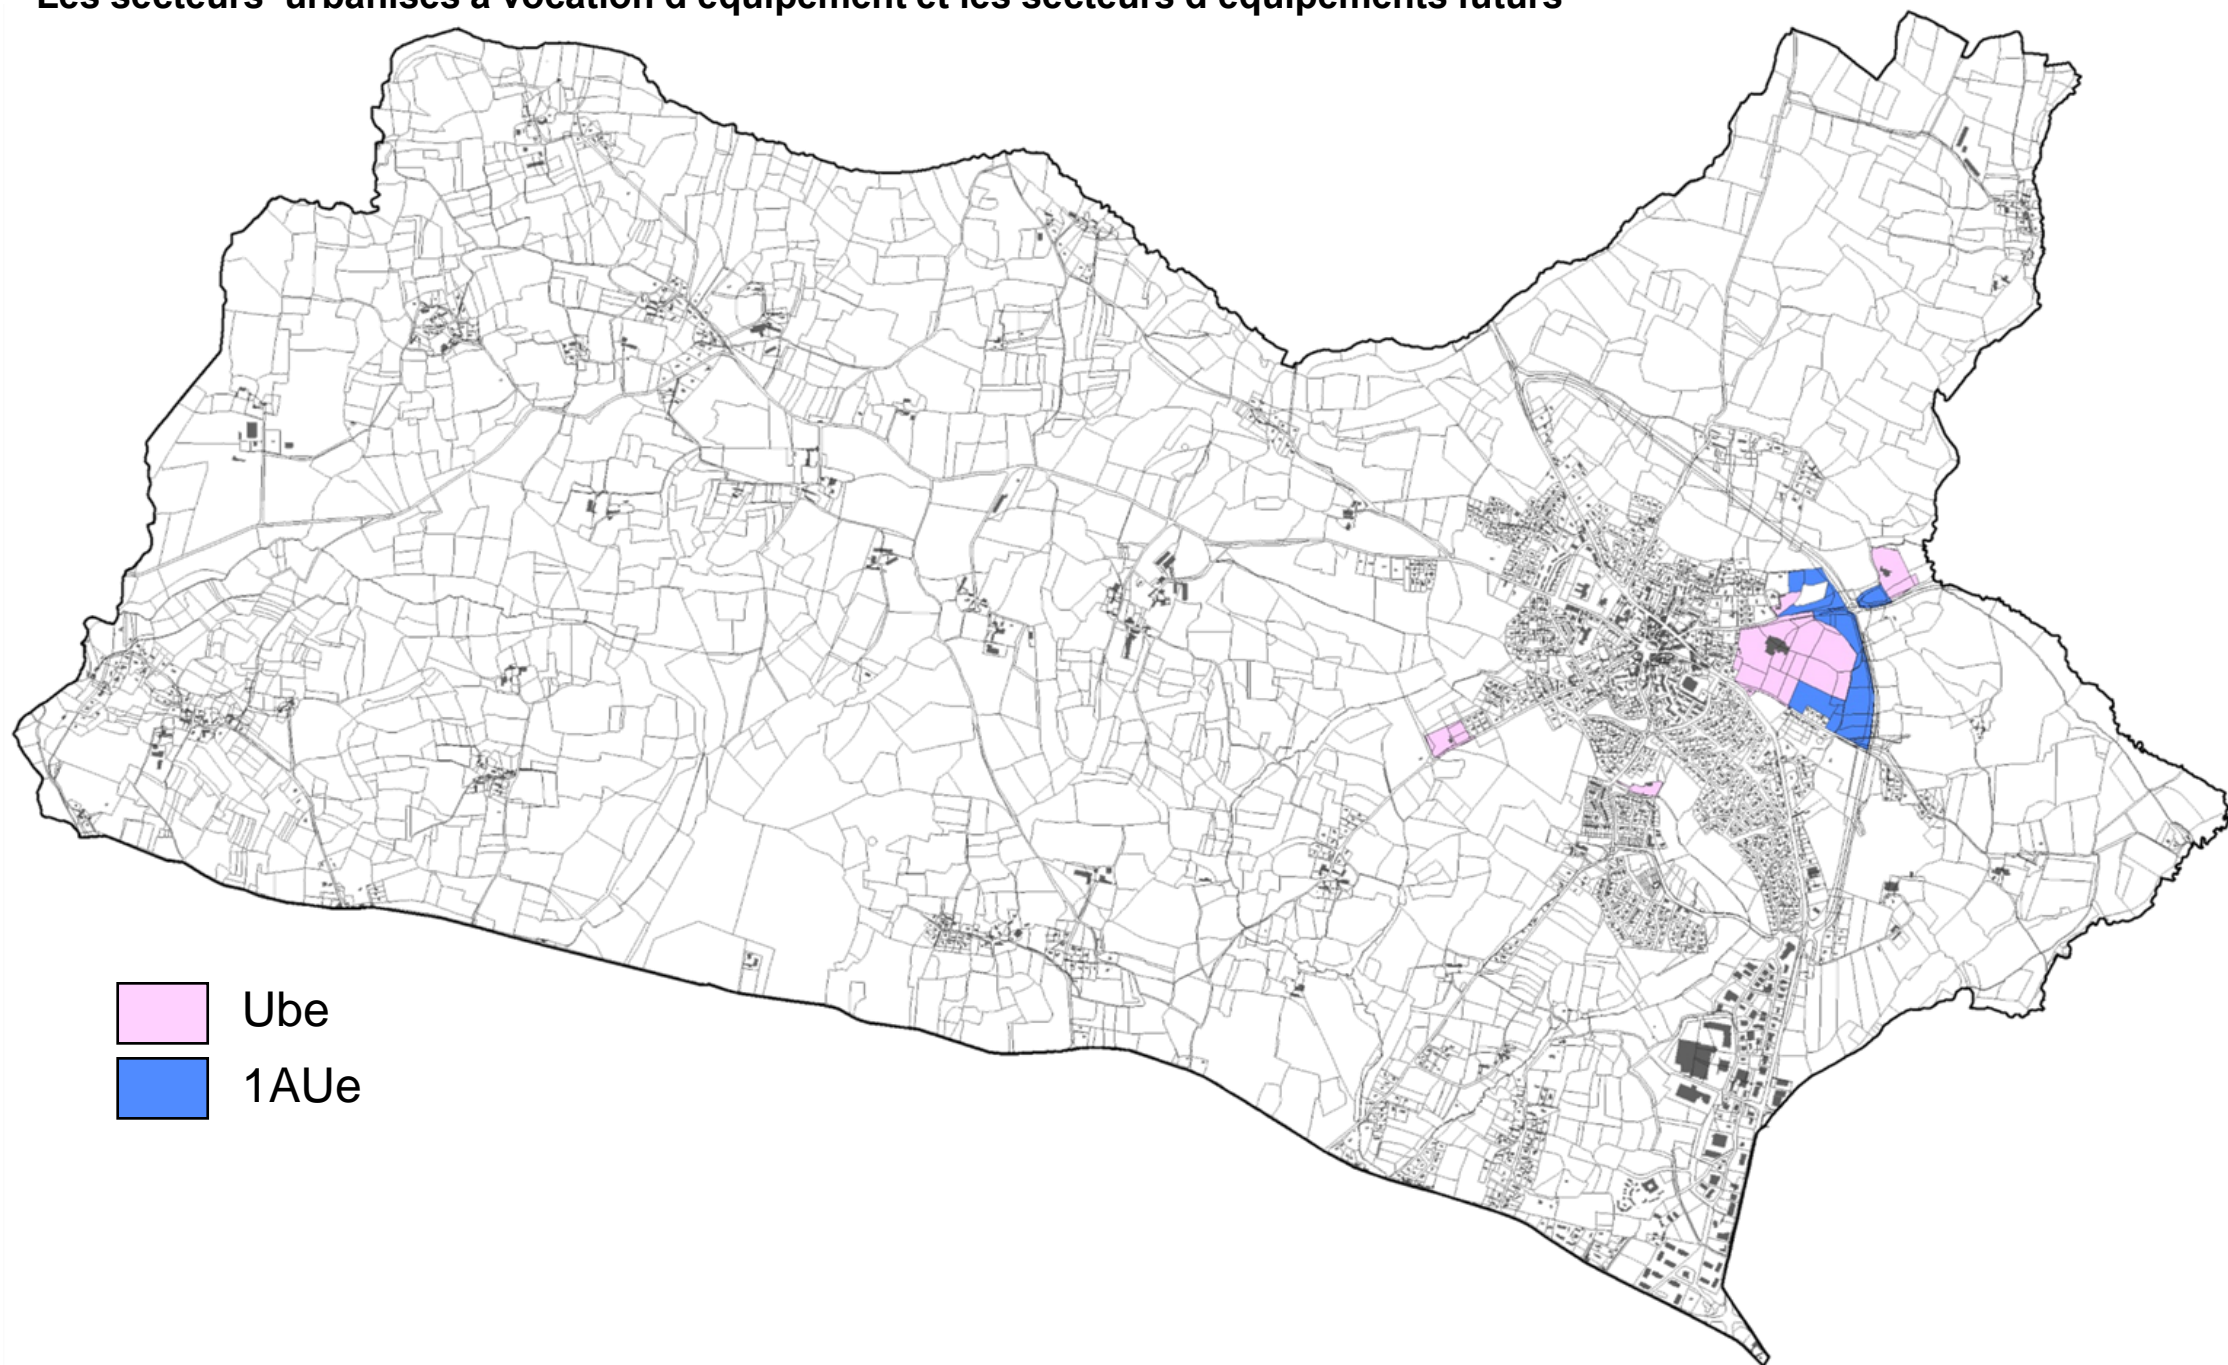 Les secteurs urbanisés à vocation d'équipement et les secteurs d'équipements futurs
Ube
1AUe